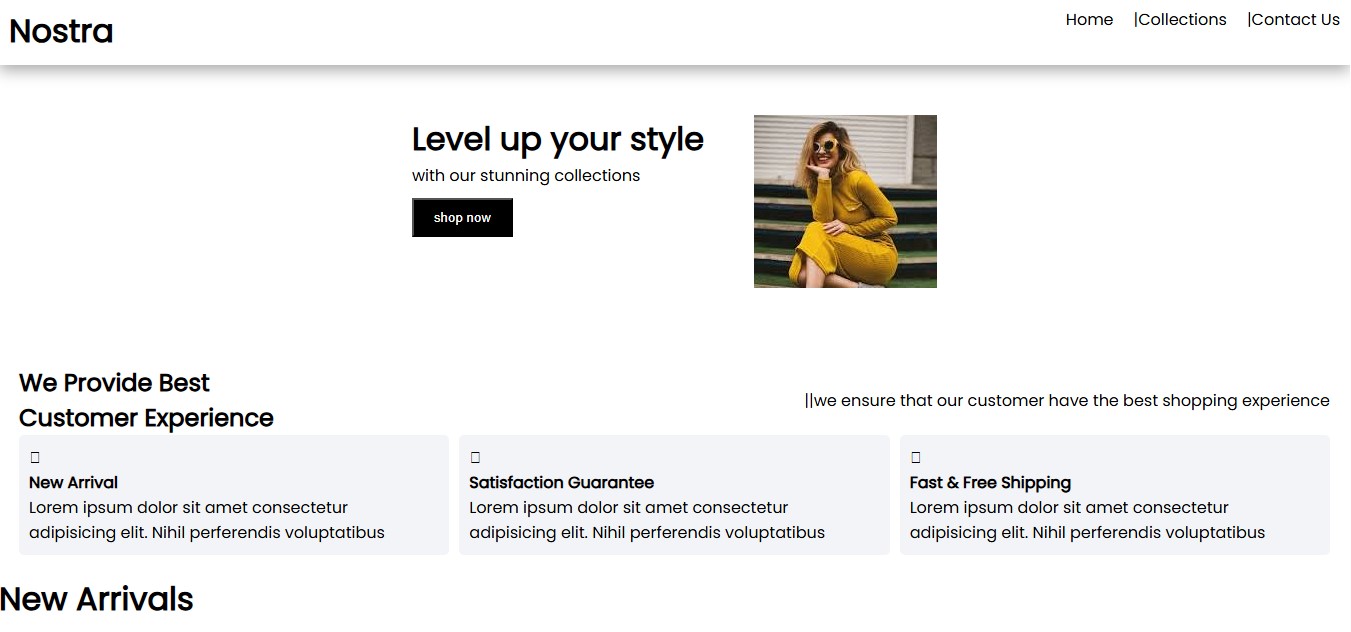 Nostra
Home |Collections |Contact Us
Level up your style
with our stunning collections
shop now
We Provide Best
Customer Experience
||we ensure that our customer have the best shopping experience
New Arrival
Lorem ipsum dolor sit amet consectetur
adipisicing elit. Nihil perferendis voluptatibus
Satisfaction Guarantee
Lorem ipsum dolor sit amet consectetur
adipisicing elit. Nihil perferendis voluptatibus
Fast & Free Shipping
Lorem ipsum dolor sit amet consectetur
adipisicing elit. Nihil perferendis voluptatibus
New Arrivals